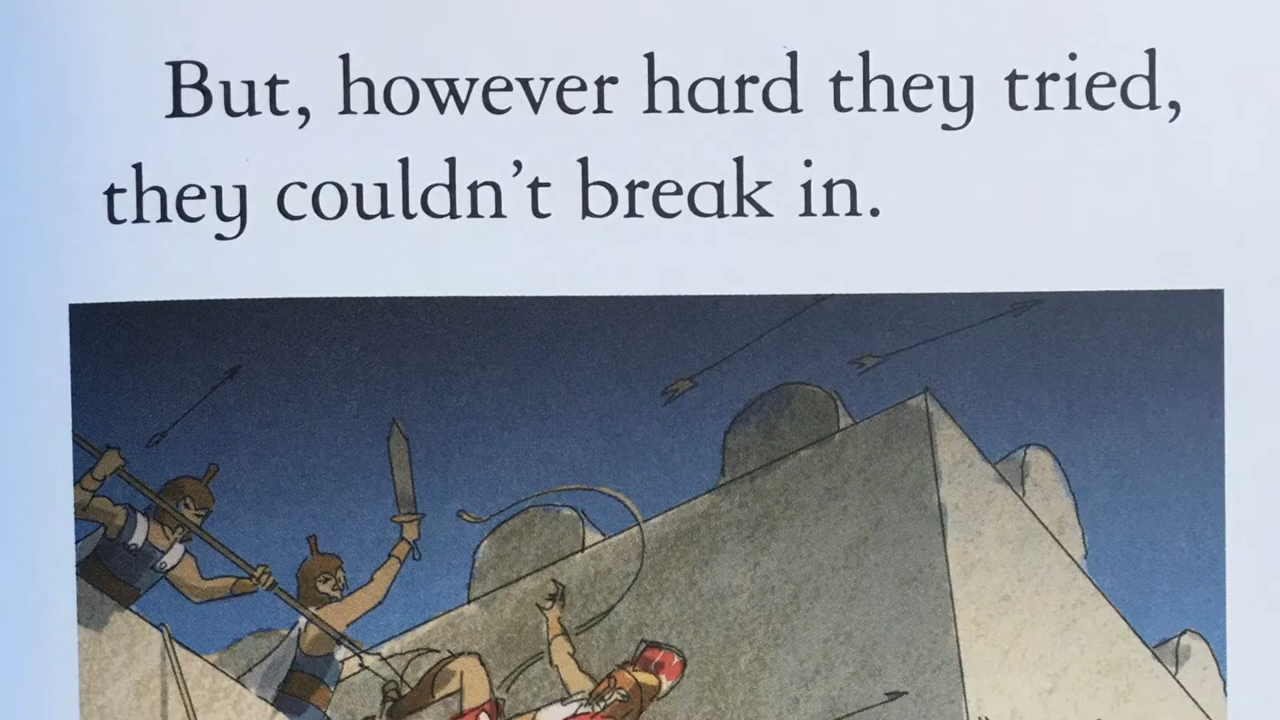 But, however hard they tried,
they couldn't break in.